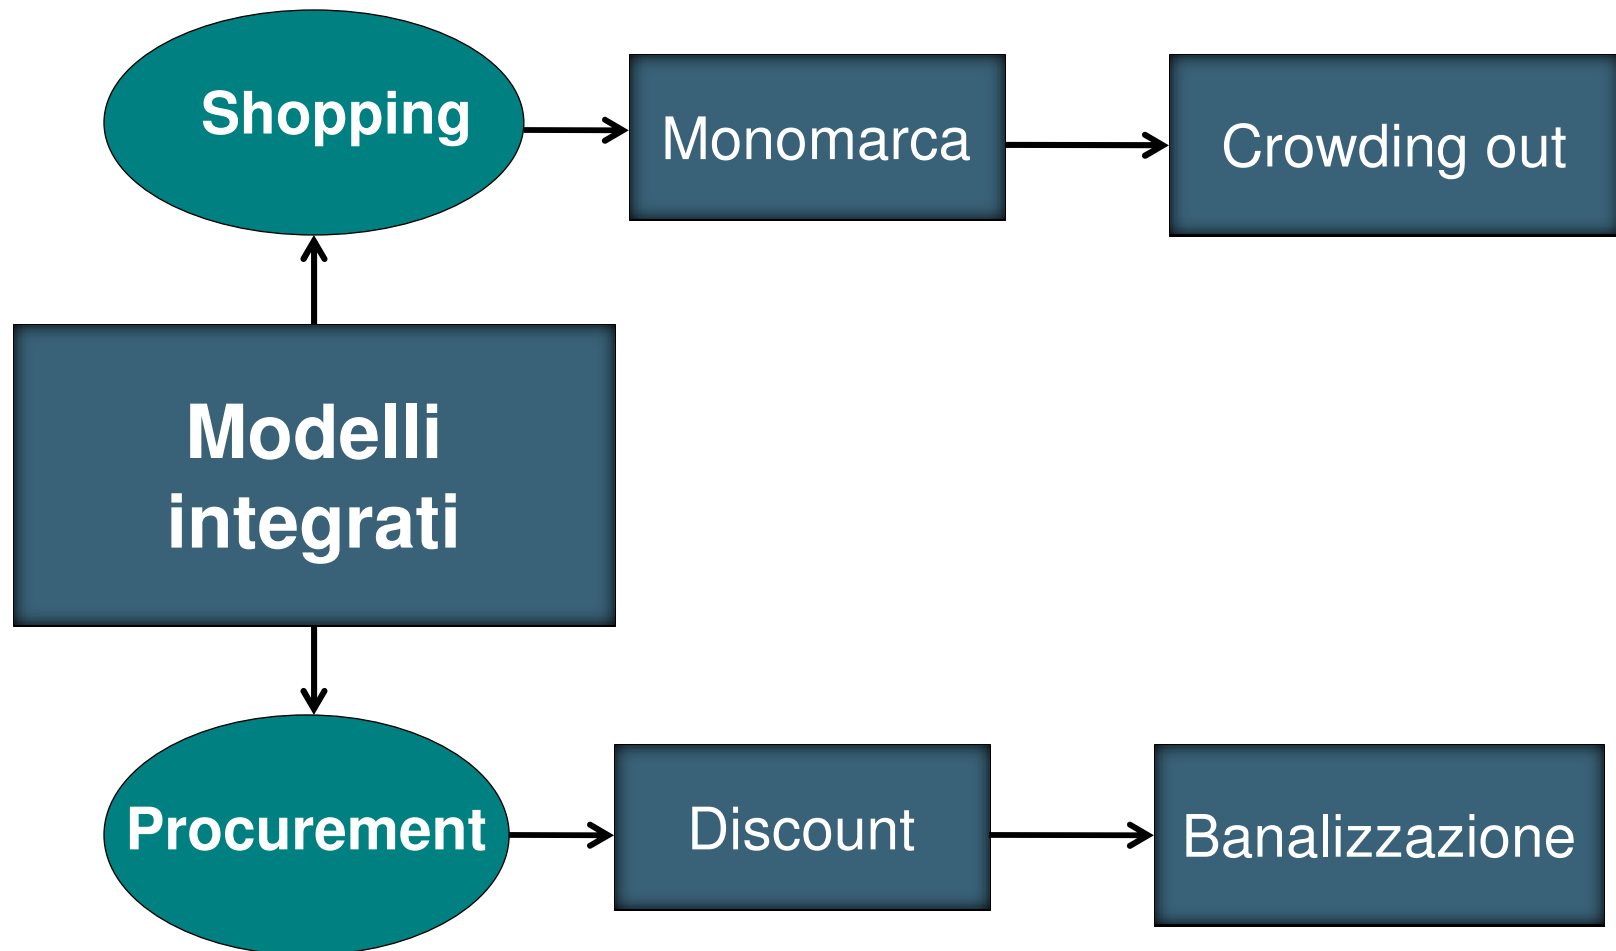 Shopping
Monomarca
Crowding out
Modelli
integrati
Procurement
Discount
Banalizzazione